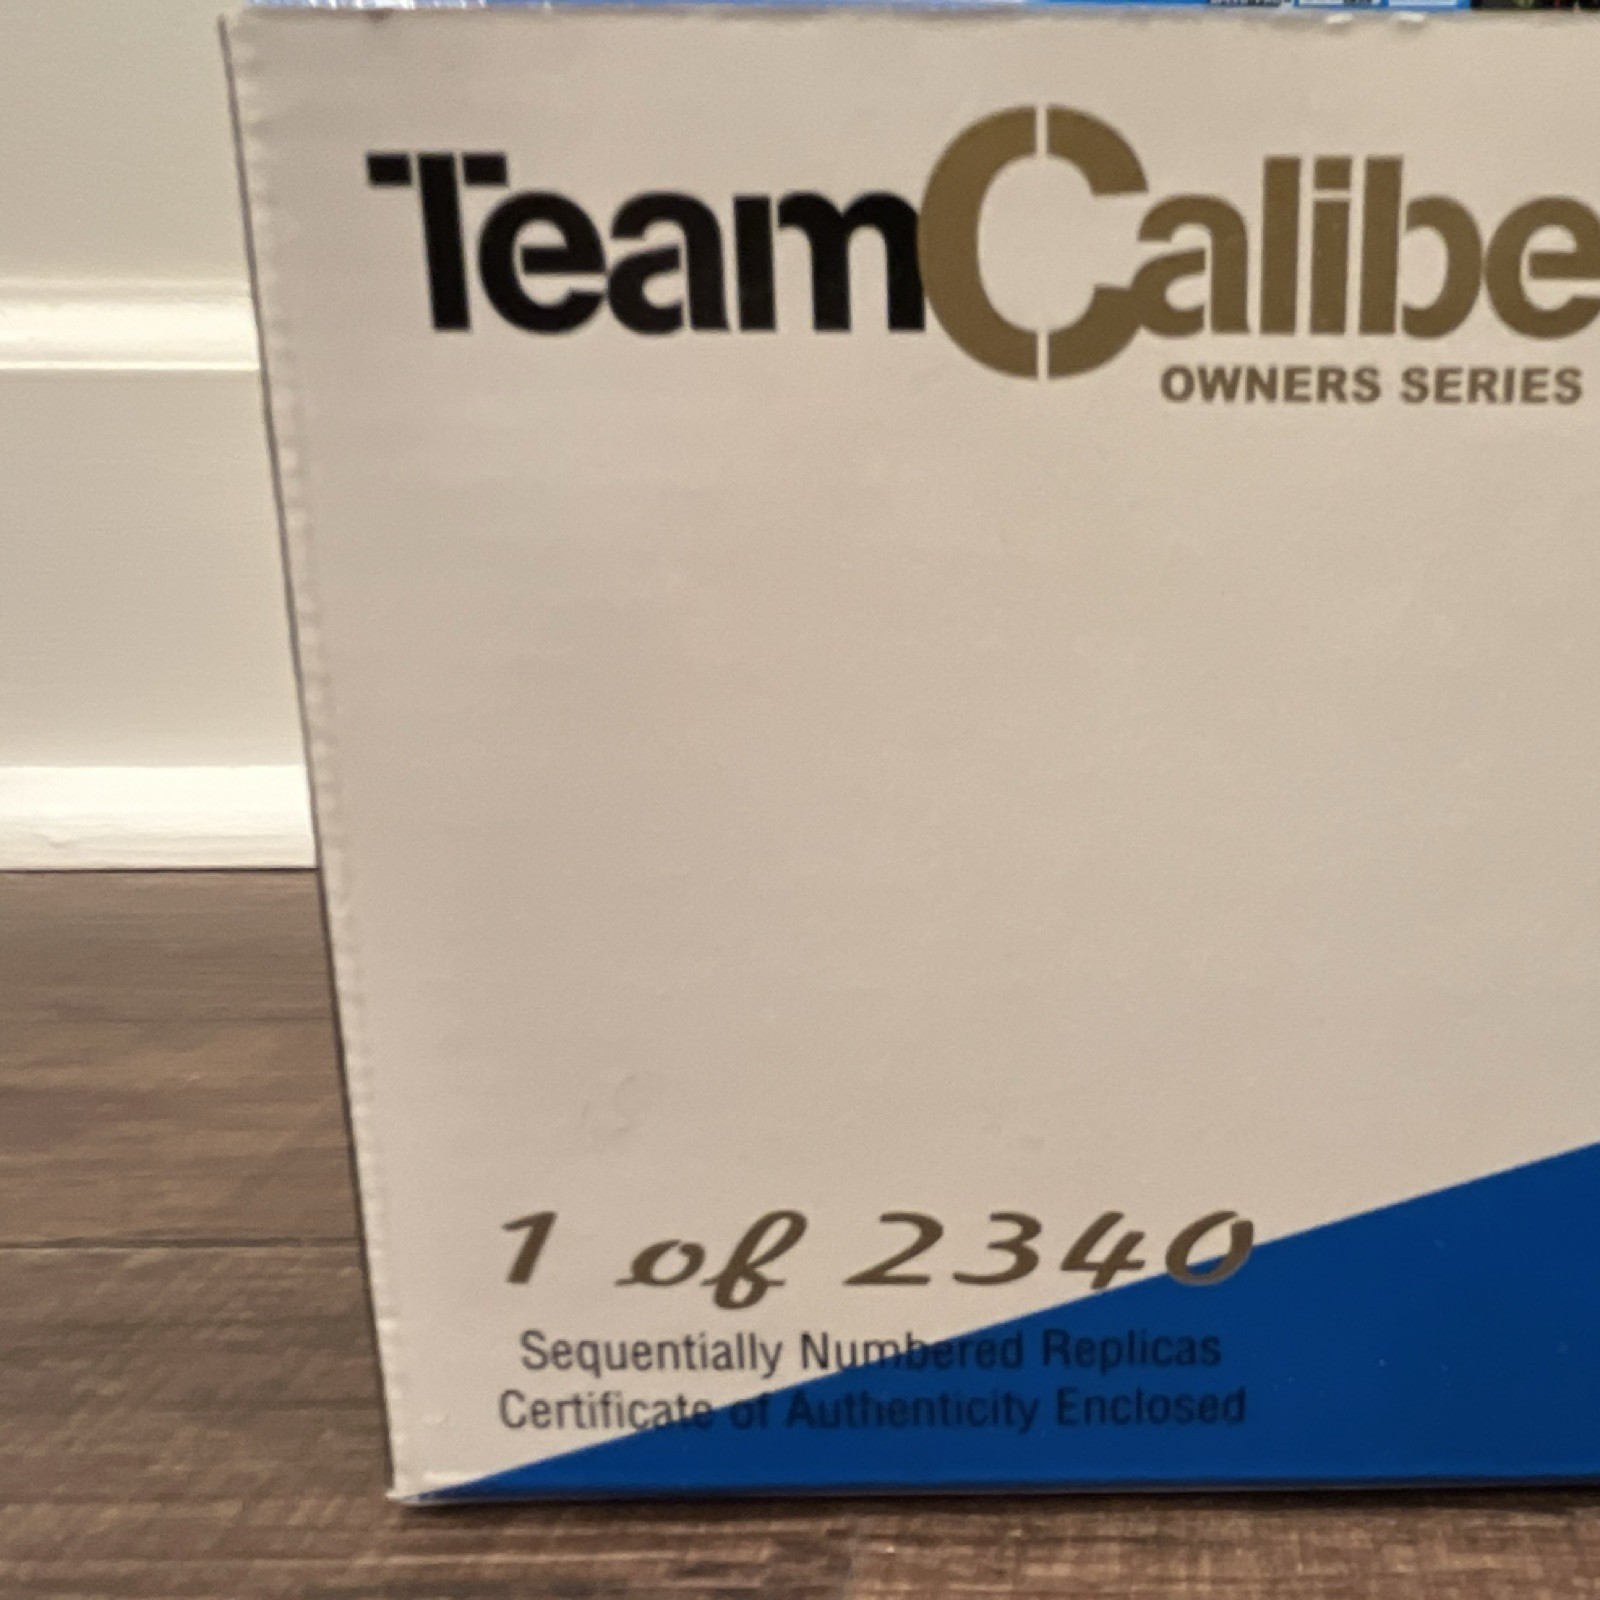 TeamCalibe
OWNERS SERIES
1 of 2340
Sequentially Numbered Replicas
Certificate of Authenticity Enclosed